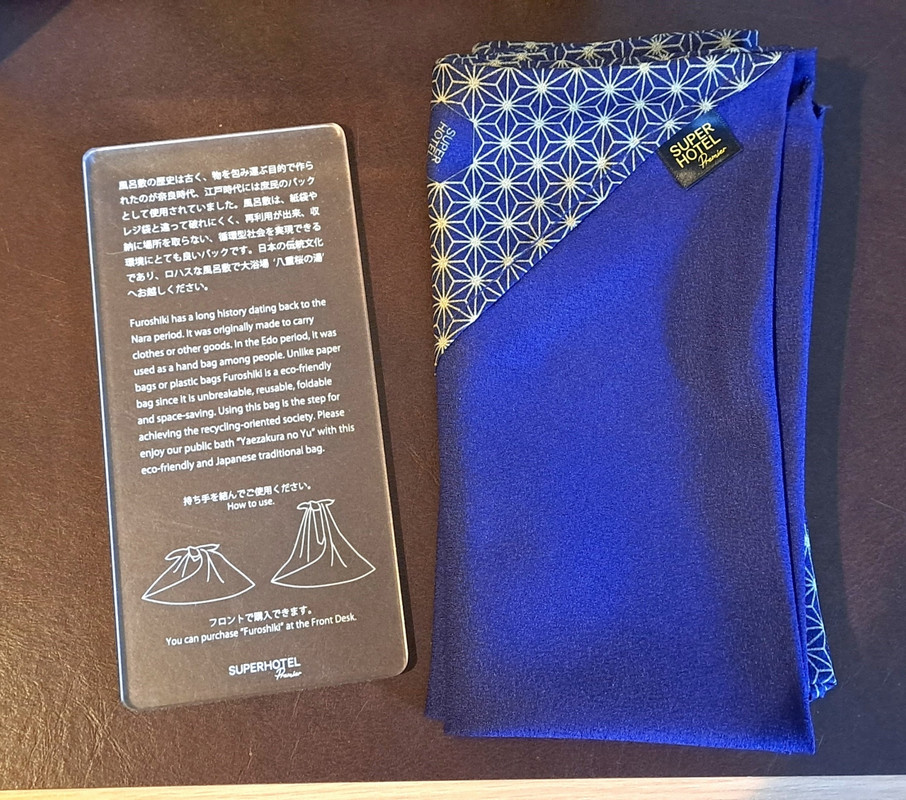 風呂敷の歴史は古く、物を包み運ぶ目的で作ら
れたのが奈良時代、江戸時代には庶民のバック
として使用されていました。風呂敷は、紙袋や
レジ袋と違って破れにくく、再利用が出来、収
納に場所を取らない、循環型社会を実現できる
環境にとても良いバックです。日本の伝統文化
であり、ロハスな風呂敷で大浴場‘八重桜の湯’
へお越しください。
Furoshiki has a long history dating back to the
Nara period. It was originally made to carry
clothes or other goods. In the Edo period, it was
used as a hand bag among people. Unlike paper
bags or plastic bags Furoshiki is a eco-friendly
bag since it is unbreakable, reusable, foldable
and space-saving. Using this bag is the step for
achieving the recycling-oriented society. Please
enjoy our public bath “Yaezakura no Yu” with this
eco-friendly and Japanese traditional bag.
持ち手を結んでご使用ください。
How to use.
フロントで購入できます。
You can purchase “Furoshiki” at the Front Desk.
SUPERHOTEL
Premier
SUPER
HOTEL
SUPER
HOTEL
Premier